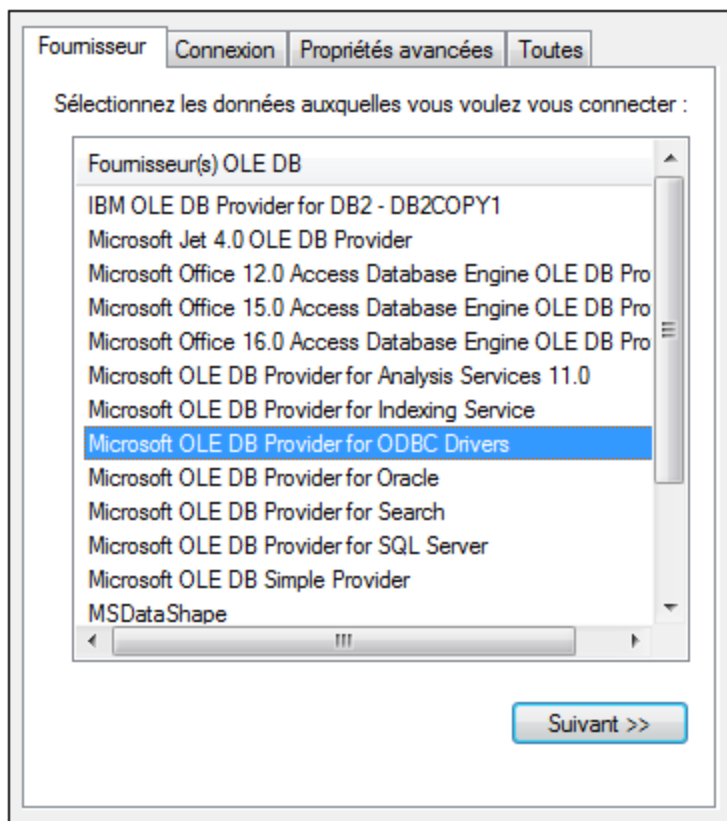 Fournisseur Connexion Propriétés avancées Toutes
Sélectionnez les données auxquelles vous voulez vous connecter :
Fournisseur(s) OLE DB
IBM OLE DB Provider for DB2 - DB2COPY1
Microsoft Jet 4.0 OLE DB Provider
Microsoft Office 12.0 Access Database Engine OLE DB Pro
Microsoft Office 15.0 Access Database Engine OLE DB Pro
Microsoft Office 16.0 Access Database Engine OLE DB Pro
Microsoft OLE DB Provider for Analysis Services 11.0
Microsoft OLE DB Provider for Indexing Service
Microsoft OLE DB Provider for ODBC Drivers
Microsoft OLE DB Provider for Oracle
Microsoft OLE DB Provider for Search
Microsoft OLE DB Provider for SQL Server
Microsoft OLE DB Simple Provider
MSDataShape
Suivant >>